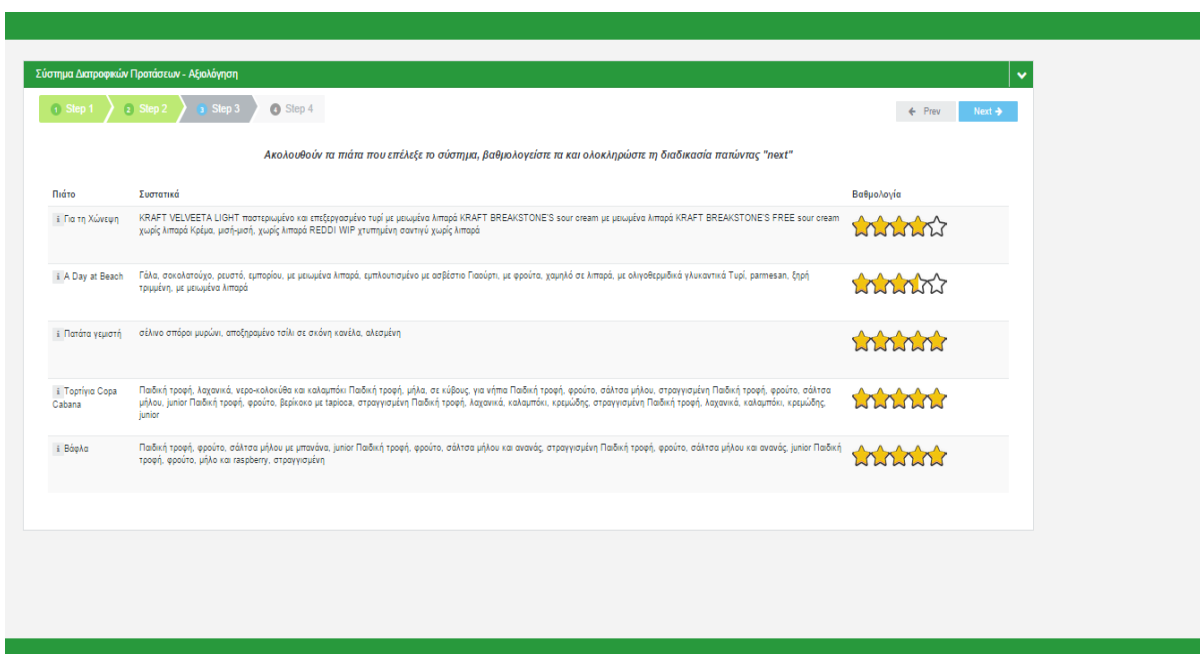 Σύστημα Διατροφικών Προτάσεων - Αξιολόγηση
1 Step 1 2 Step 2 3 Step 3 4 Step 4
Prev Next
Ακολουθούν τα πιάτα που επέλεξε το σύστημα, βαθμολογείστε τα και ολοκληρώστε τη διαδικασία πατώντας "next"
Πιάτο Συστατικά Βαθμολογία
i Για τη Χώνεψη KRAFT VELVEETA LIGHT παστεριωμένο και επεξεργασμένο τυρί με μειωμένα λιπαρά KRAFT BREAKSTONE'S sour cream με μειωμένα λιπαρά KRAFT BREAKSTONE'S FREE sour cream
χωρίς λιπαρά Κρέμα, μισή-μισή, χωρίς λιπαρά REDDI WIP χτυπημένη σαντιγύ χωρίς λιπαρά
i A Day at Beach Γάλα, σοκολατούχο, ρευστό, εμπορίου, με μειωμένα λιπαρά, εμπλουτισμένο με ασβέστιο Γιαούρτι, με φρούτα, χαμηλό σε λιπαρά, με ολιγοθερμιδικά γλυκαντικά Τυρί, parmesan, ξηρή
τριμμένη, με μειωμένα λιπαρά
i Πατάτα γεμιστή σέλινο σπόροι μυρώνι, αποξηραμένο τσίλι σε σκόνη κανέλα, αλεσμένη
i Τορτίγια Copa Παιδική τροφή, λαχανικά, νερο-κολοκύθα και καλαμπόκι Παιδική τροφή, μήλα, σε κύβους, για νήπια Παιδική τροφή, φρούτο, σάλτσα μήλου, στραγγισμένη Παιδική τροφή, φρούτο, σάλτσα
Cabana μήλου, junior Παιδική τροφή, φρούτο, βερίκοκο με tapioca, στραγγισμένη Παιδική τροφή, λαχανικά, καλαμπόκι, κρεμώδης, στραγγισμένη Παιδική τροφή, λαχανικά, καλαμπόκι, κρεμώδης,
junior
i Βάφλα Παιδική τροφή, φρούτο, σάλτσα μήλου με μπανάνα, junior Παιδική τροφή, φρούτο, σάλτσα μήλου και ανανάς, στραγγισμένη Παιδική τροφή, φρούτο, σάλτσα μήλου και ανανάς, junior Παιδική
τροφή, φρούτο, μήλο και raspberry, στραγγισμένη